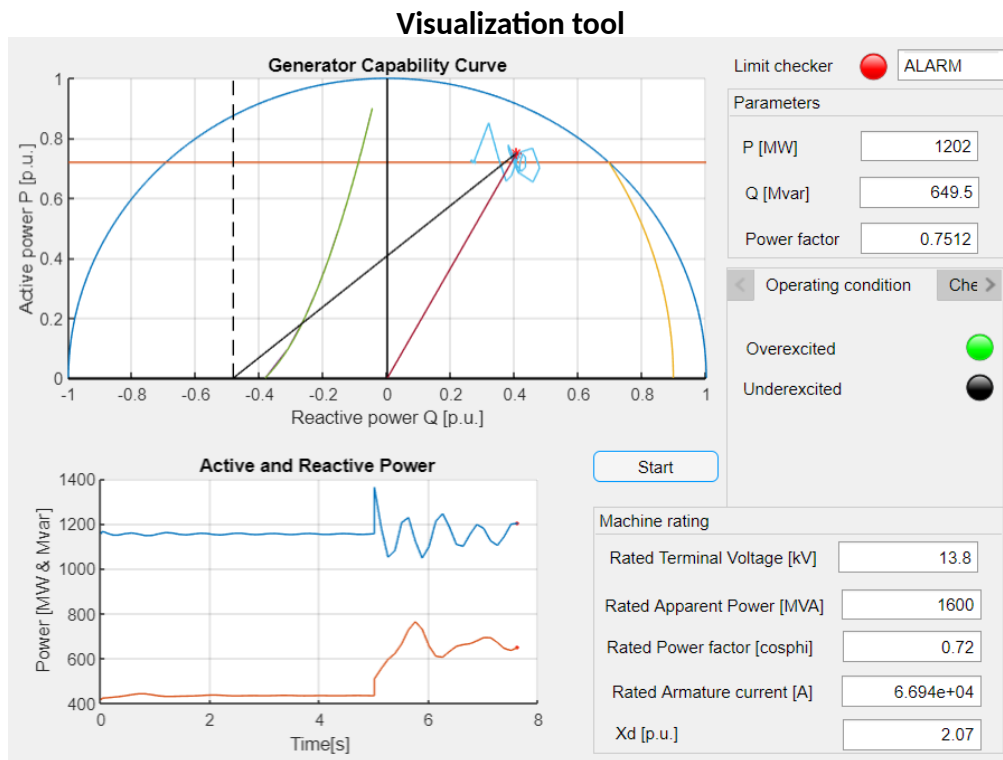 Visualization tool
Generator Capability Curve
Active power P [p.u.]
1
0.8
0.6
0.4
0.2
0
-1 -0.8 -0.6 -0.4 -0.2 0 0.2 0.4 0.6 0.8 1
Reactive power Q [p.u.]
Limit checker ALARM
Parameters
P [MW] 1202
Q [Mvar] 649.5
Power factor 0.7512
< Operating condition Che >
Overexcited
Underexcited
Active and Reactive Power
Power [MW & Mvar]
1400
1200
1000
800
600
400
0 2 4 6 8
Time[s]
Start
Machine rating
Rated Terminal Voltage [kV] 13.8
Rated Apparent Power [MVA] 1600
Rated Power factor [cosphi] 0.72
Rated Armature current [A] 6.694e+04
Xd [p.u.] 2.07